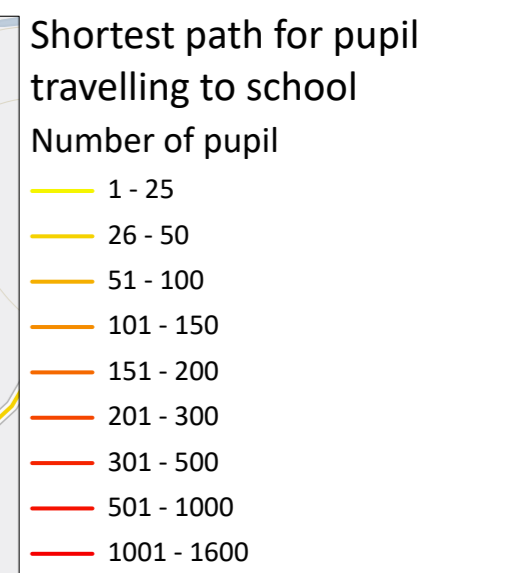 Shortest path for pupil
travelling to school
Number of pupil
1 - 25
26 - 50
51 - 100
101 - 150
151 - 200
201 - 300
301 - 500
501 - 1000
1001 - 1600